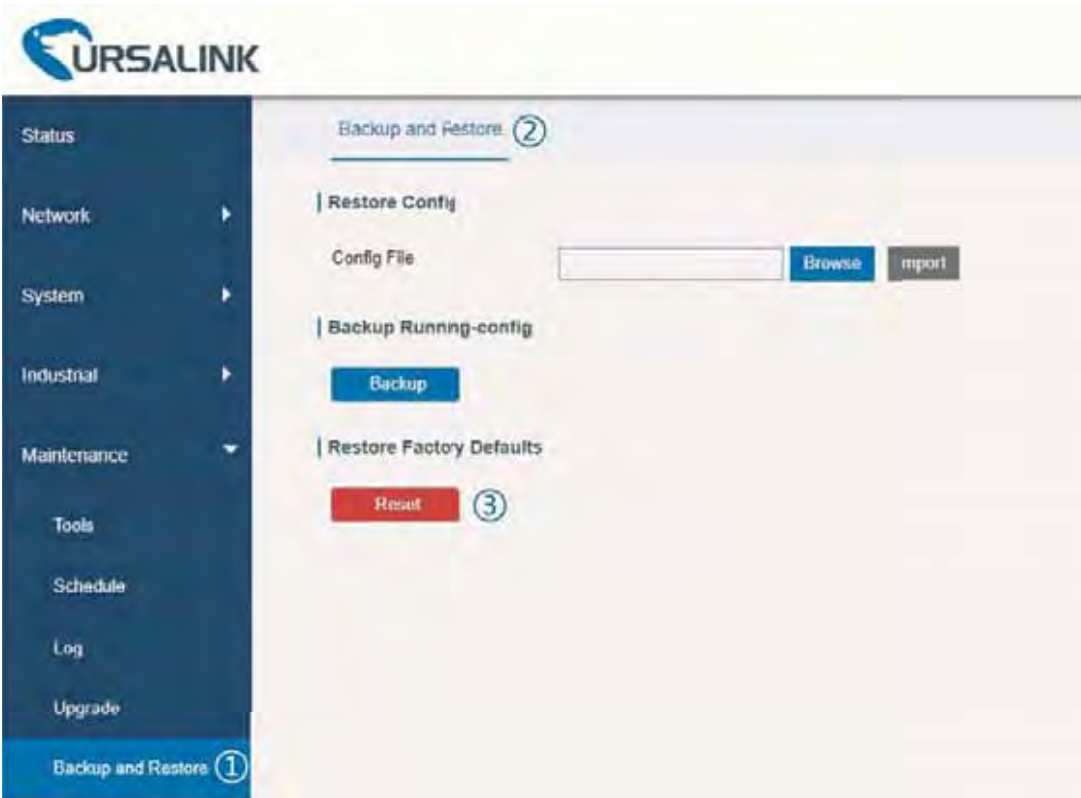 URSALINK
Status
Network
System
Industrial
Maintenance
Tools
Schedule
Log
Upgrade
Backup and Restore ①
Backup and Restore ②
Restore Config
Config File
Browse
mport
Backup Running-config
Backup
Restore Factory Defaults
Reset ③